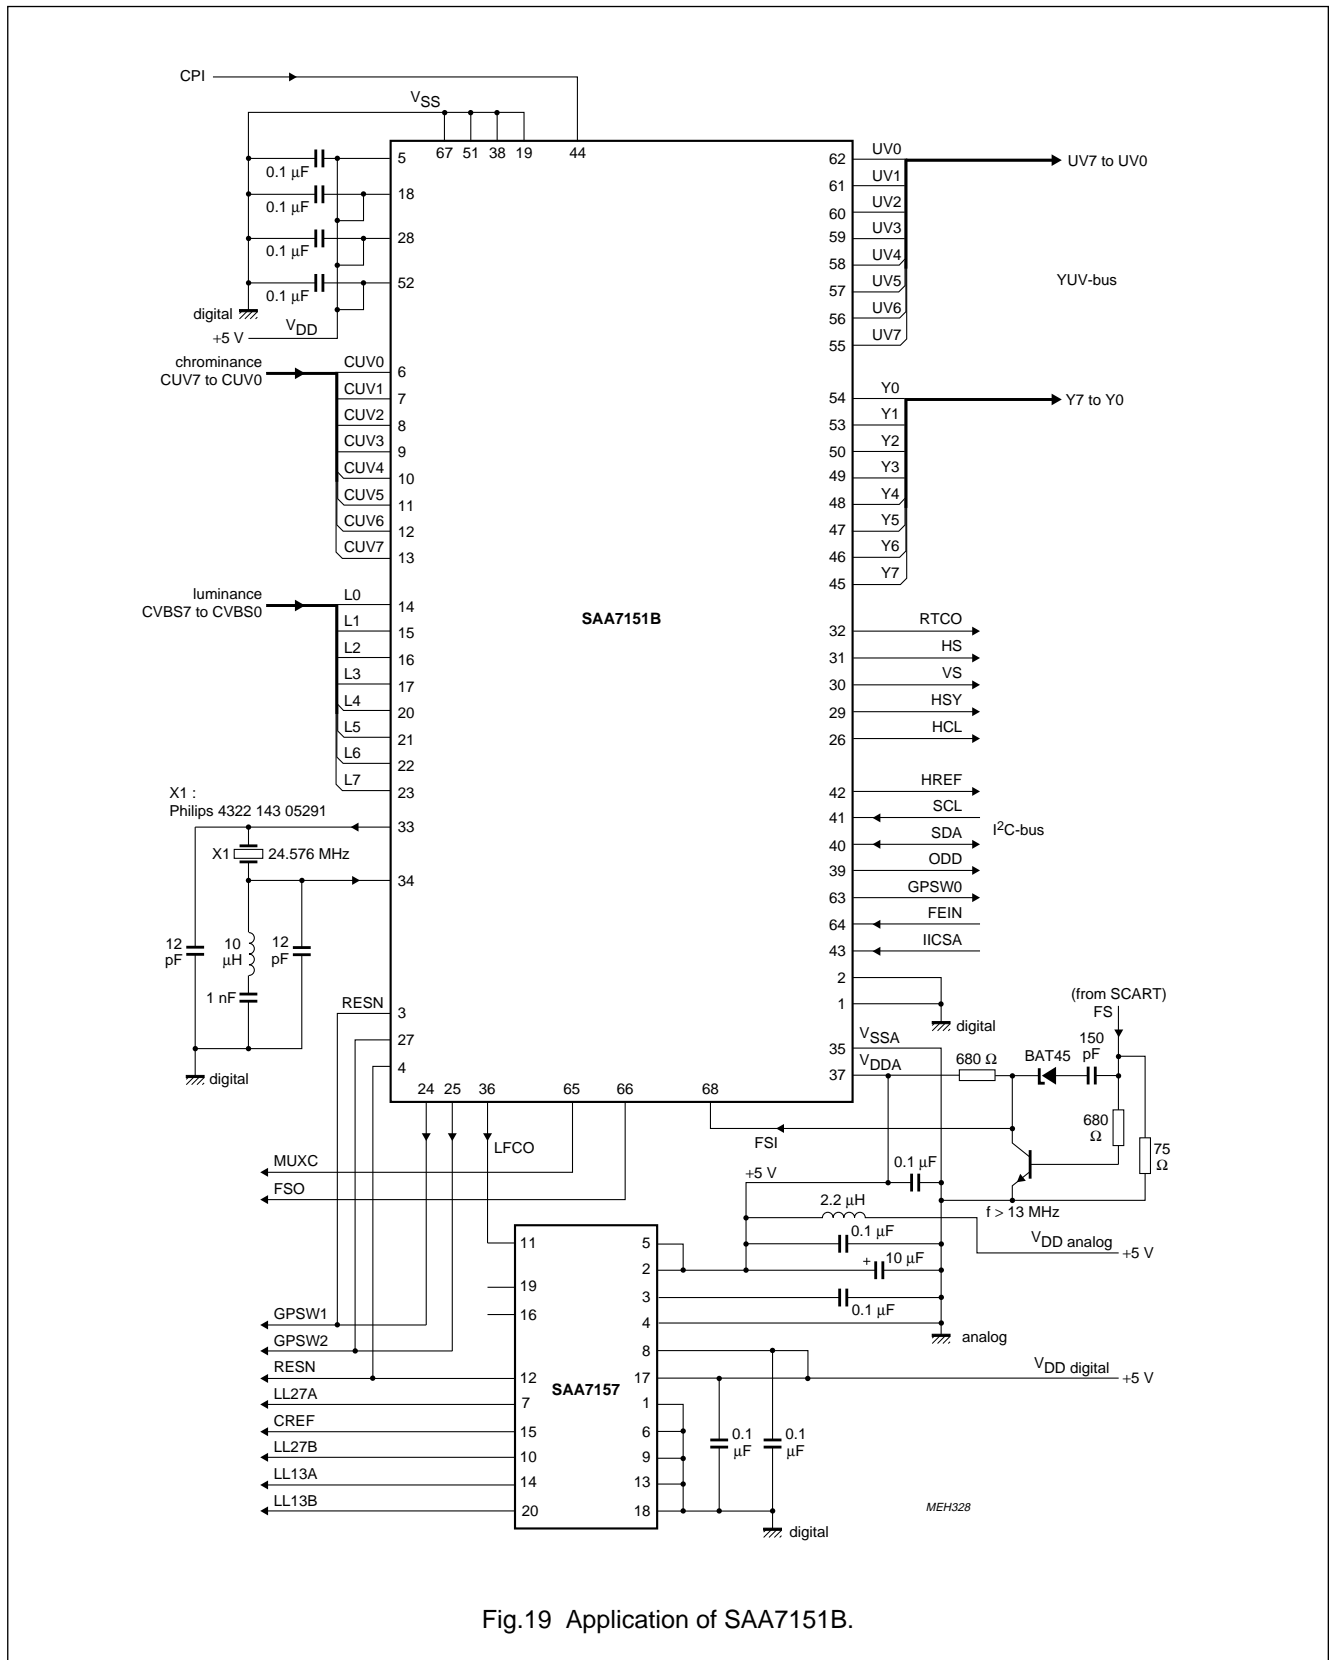 CPI
VSS
67 51 38 19 44
5
0.1 µF
18
0.1 µF
28
0.1 µF
52
0.1 µF
digital
VDD
+5 V
chrominance
CUV7 to CUV0
CUV0 6
CUV1 7
CUV2 8
CUV3 9
CUV4 10
CUV5 11
CUV6 12
CUV7 13
luminance
CVBS7 to CVBS0
L0 14
L1 15
L2 16
L3 17
L4 20
L5 21
L6 22
L7 23
X1 :
Philips 4322 143 05291
33
X1 24.576 MHz
34
12 pF
10 µH
12 pF
1 nF
digital
RESN 3
27
4
SAA7151B
62 UV0
61 UV1
60 UV2
59 UV3
58 UV4
57 UV5
56 UV6
55 UV7
UV7 to UV0
YUV-bus
54 Y0
53 Y1
50 Y2
49 Y3
48 Y4
47 Y5
46 Y6
45 Y7
Y7 to Y0
32 RTCO
31 HS
30 VS
29 HSY
26 HCL
42 HREF
41 SCL
I2C-bus
40 SDA
39 ODD
63 GPSW0
64 FEIN
43 IICSA
2
1
digital
35 VSSA
37 VDDA
680 Ω
BAT45
150 pF
(from SCART)
FS
680 Ω
75 Ω
24 25 36 65 66 68
LFCO
FSI
MUXC
FSO
+5 V
0.1 µF
2.2 µH
f > 13 MHz
0.1 µF
VDD analog
+5 V
+ 10 µF
0.1 µF
analog
11
19
16
5
2
3
4
8
17
1
6
9
13
18
SAA7157
GPSW1
GPSW2
RESN 12
LL27A 7
CREF 15
LL27B 10
LL13A 14
LL13B 20
VDD digital
+5 V
0.1 µF
0.1 µF
digital
MEH328
Fig.19 Application of SAA7151B.